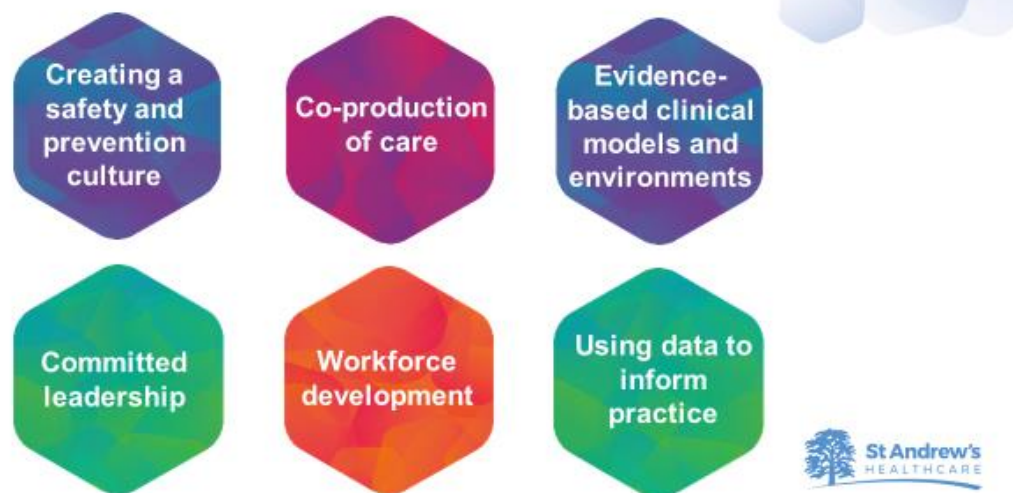 Creating a
safety and
prevention
culture
Co-production
of care
Evidence-
based clinical
models and
environments
Committed
leadership
Workforce
development
Using data to
inform
practice
St Andrew's
HEALTHCARE